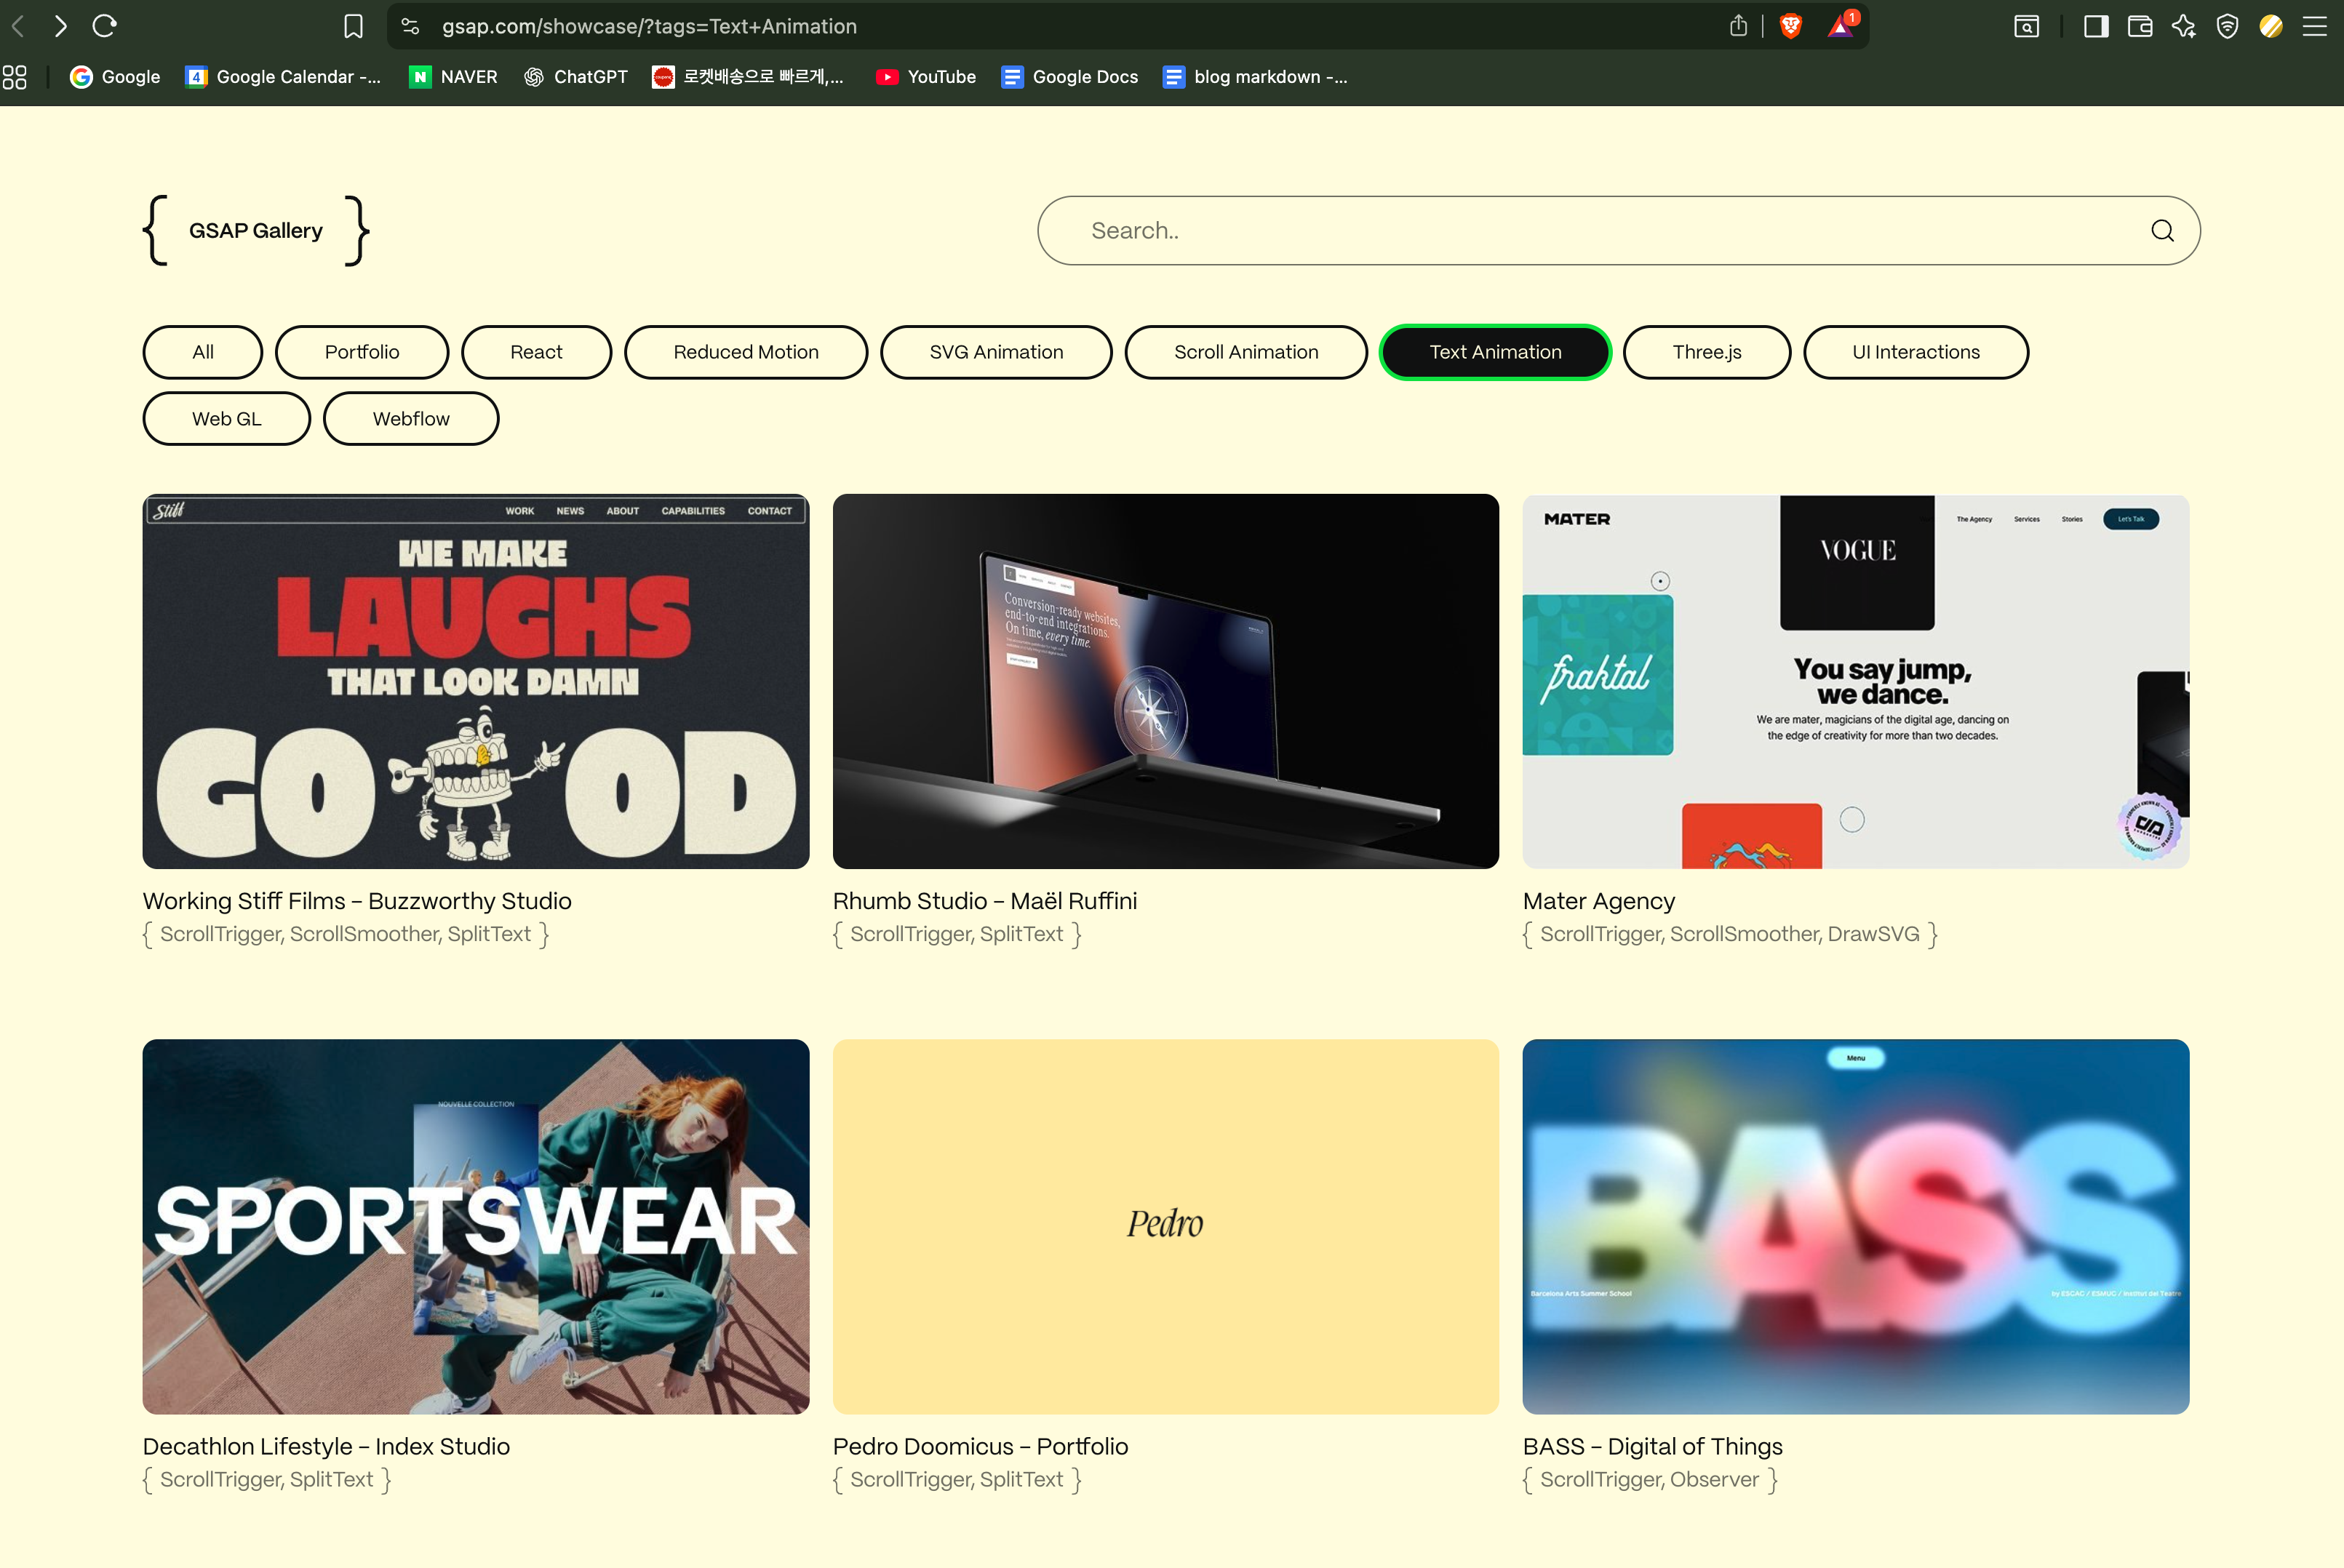 gsap.com/showcase/?tags=Text+Animation
1
Google
4
Google Calendar -...
N
NAVER
ChatGPT
로켓배송으로 빠르게,...
YouTube
Google Docs
blog markdown -...
{ GSAP Gallery }
Search..
All
Portfolio
React
Reduced Motion
SVG Animation
Scroll Animation
Text Animation
Three.js
UI Interactions
Web GL
Webflow
Stiff
WORK NEWS ABOUT CAPABILITIES CONTACT
WE MAKE
LAUGHS
THAT LOOK DAMN
GO OD
Working Stiff Films – Buzzworthy Studio
{ ScrollTrigger, ScrollSmoother, SplitText }
Conversion-ready websites,
end-to-end integrations.
On time, every time.
Rhumb Studio – Maël Ruffini
{ ScrollTrigger, SplitText }
MATER
The Agency Services Stories Let's Talk
VOGUE
frahtal
You say jump,
we dance.
We are mater, magicians of the digital age, dancing on
the edge of creativity for more than two decades.
Mater Agency
{ ScrollTrigger, ScrollSmoother, DrawSVG }
NOUVELLE COLLECTION
SPORTSWEAR
Decathlon Lifestyle – Index Studio
{ ScrollTrigger, SplitText }
Pedro
Pedro Doomicus – Portfolio
{ ScrollTrigger, SplitText }
Menu
BASS
Barcelona Arts Summer School
by ESCAC / ESMUC / Institut del Teatre
BASS – Digital of Things
{ ScrollTrigger, Observer }